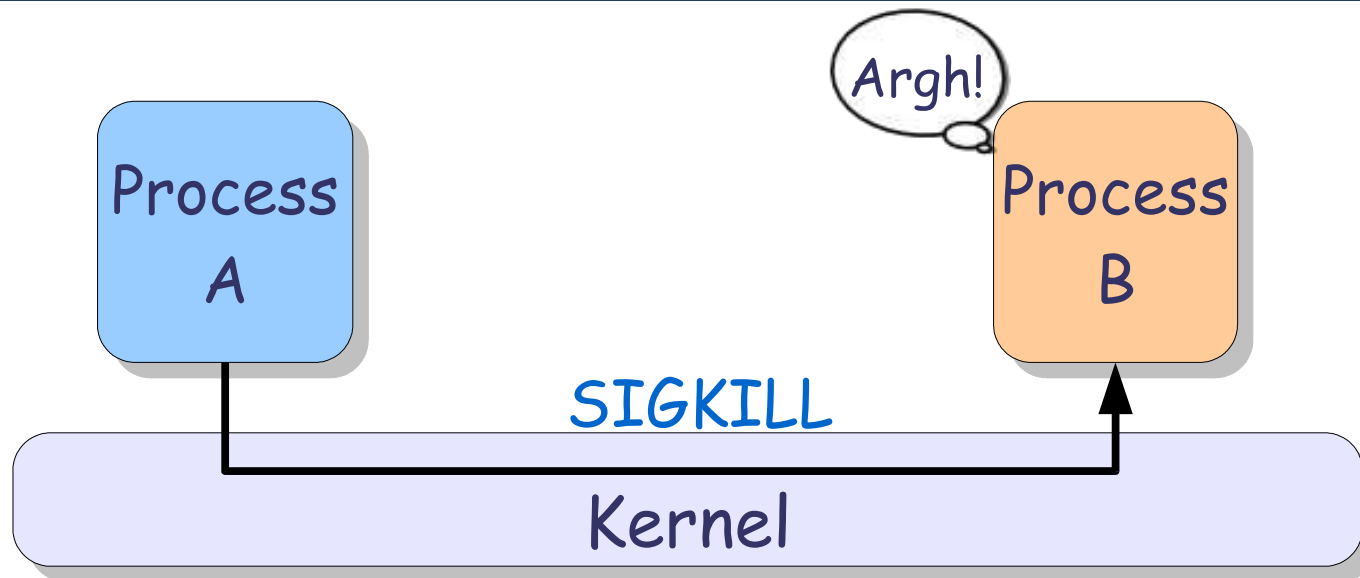 Argh!
Process
A
Process
B
SIGKILL
Kernel